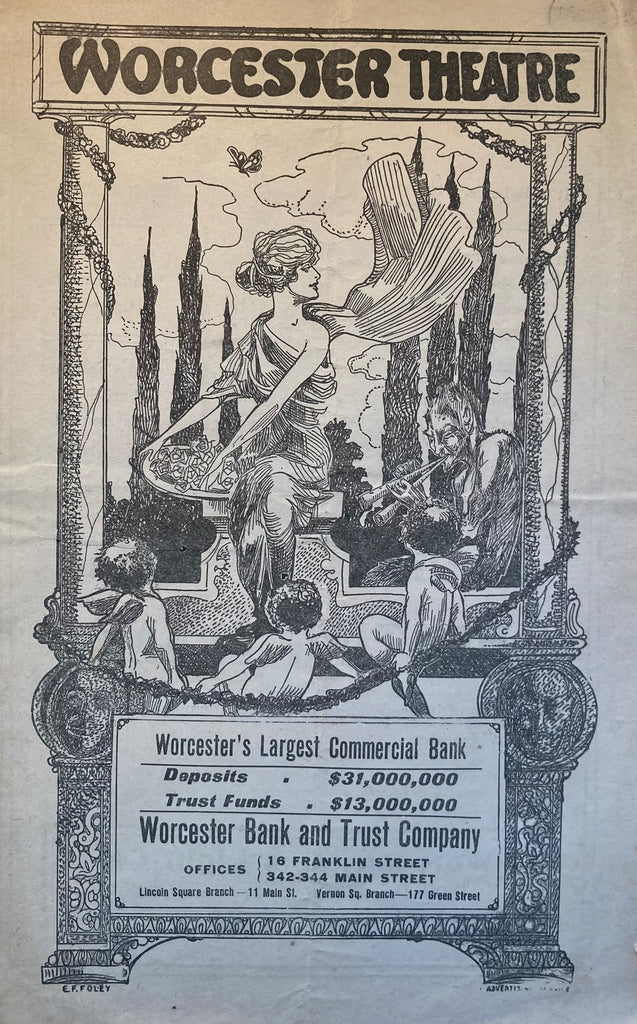 WORCESTER THEATRE
Worcester's Largest Commercial Bank
Deposits . $31,000,000
Trust Funds . $13,000,000
Worcester Bank and Trust Company
OFFICES { 16 FRANKLIN STREET
342-344 MAIN STREET
Lincoln Square Branch—11 Main St. Vernon Sq. Branch—177 Green Street
E.F. FOLEY